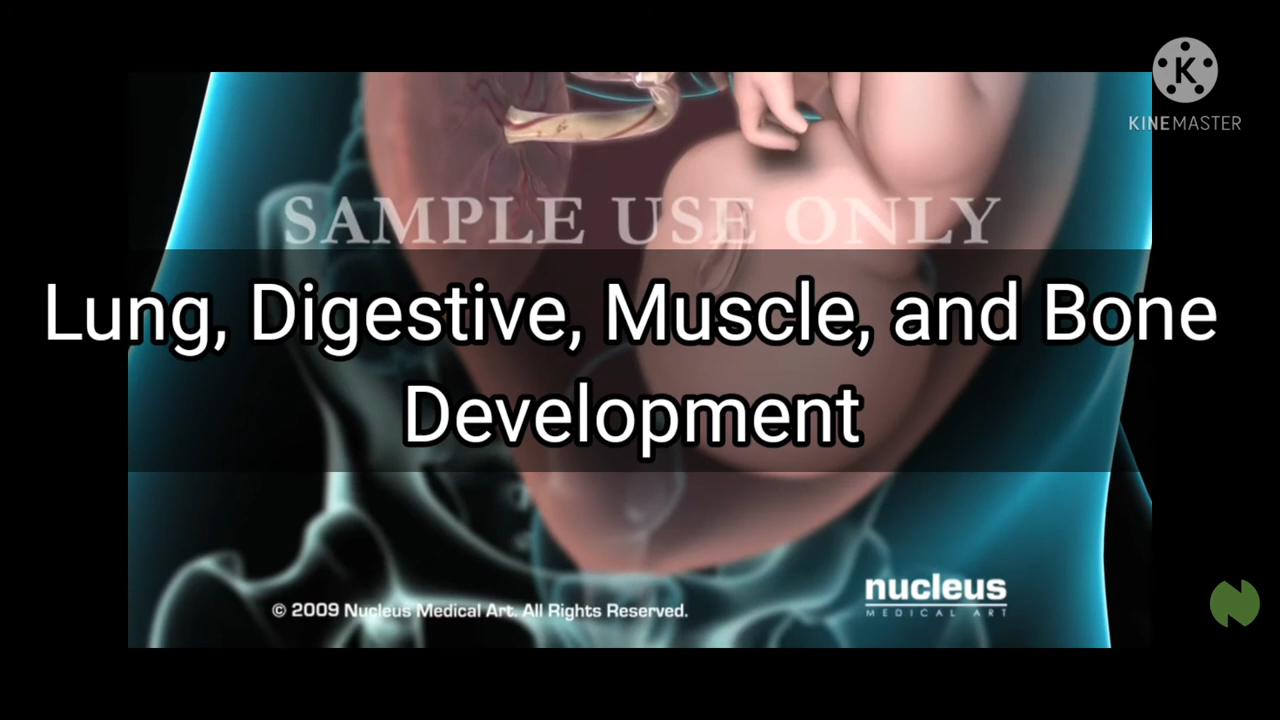 K
KINEMASTER
SAMPLE USE ONLY
Lung, Digestive, Muscle, and Bone
Development
nucleus
MEDICAL ART
© 2009 Nucleus Medical Art. All Rights Reserved.
N